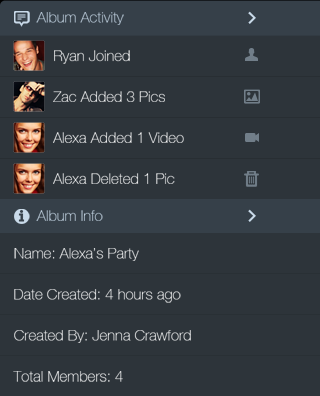 Album Activity
Ryan Joined
Zac Added 3 Pics
Alexa Added 1 Video
Alexa Deleted 1 Pic
Album Info
Name: Alexa's Party
Date Created: 4 hours ago
Created By: Jenna Crawford
Total Members: 4